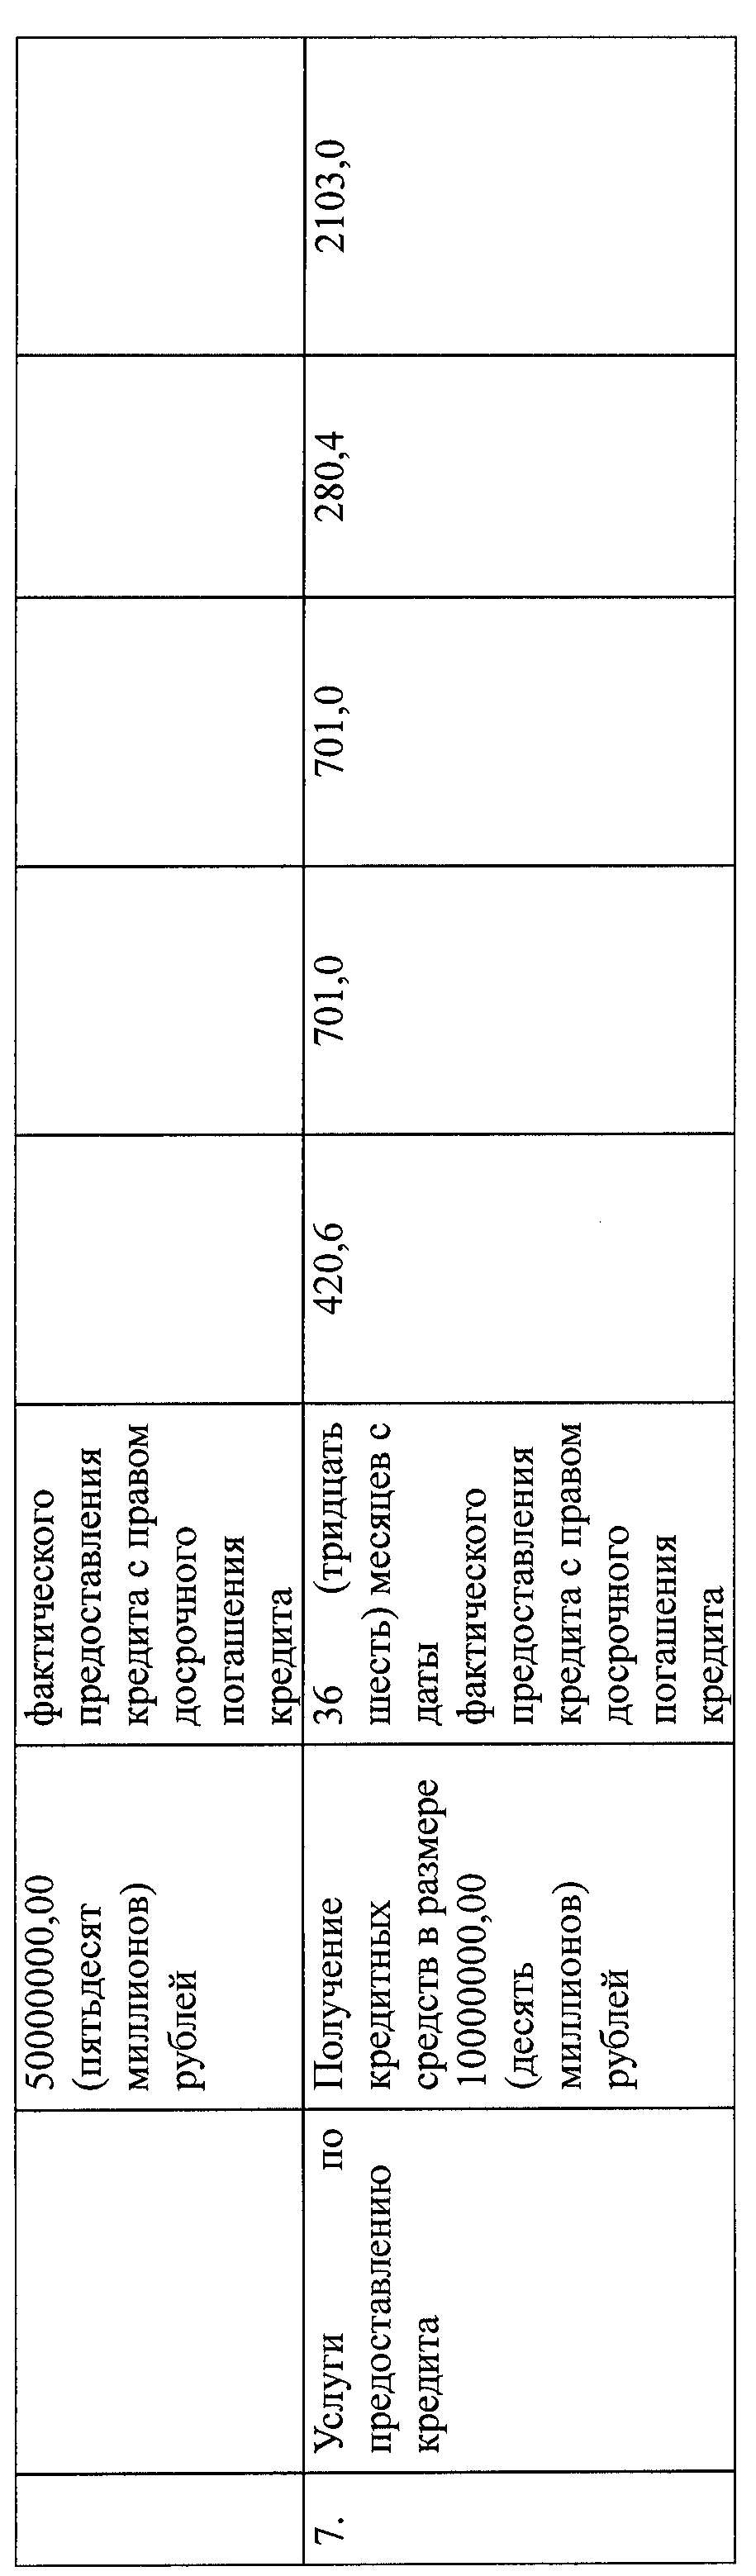 50000000,00
(пятьдесят
миллионов)
рублей
фактического
предоставления
кредита с правом
досрочного
погашения
кредита
7.
Услуги по
предоставлению
кредита
Получение
кредитных
средств в размере
10000000,00
(десять
миллионов)
рублей
36 (тридцать
шесть) месяцев с
даты
фактического
предоставления
кредита с правом
досрочного
погашения
кредита
420,6
701,0
701,0
280,4
2103,0